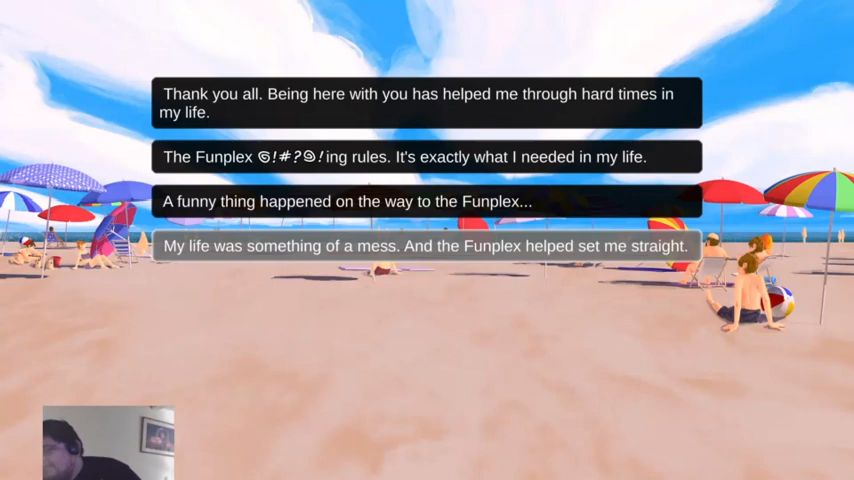 Thank you all. Being here with you has helped me through hard times in
my life.
The Funplex @!#?@!ing rules. It's exactly what I needed in my life.
A funny thing happened on the way to the Funplex...
My life was something of a mess. And the Funplex helped set me straight.